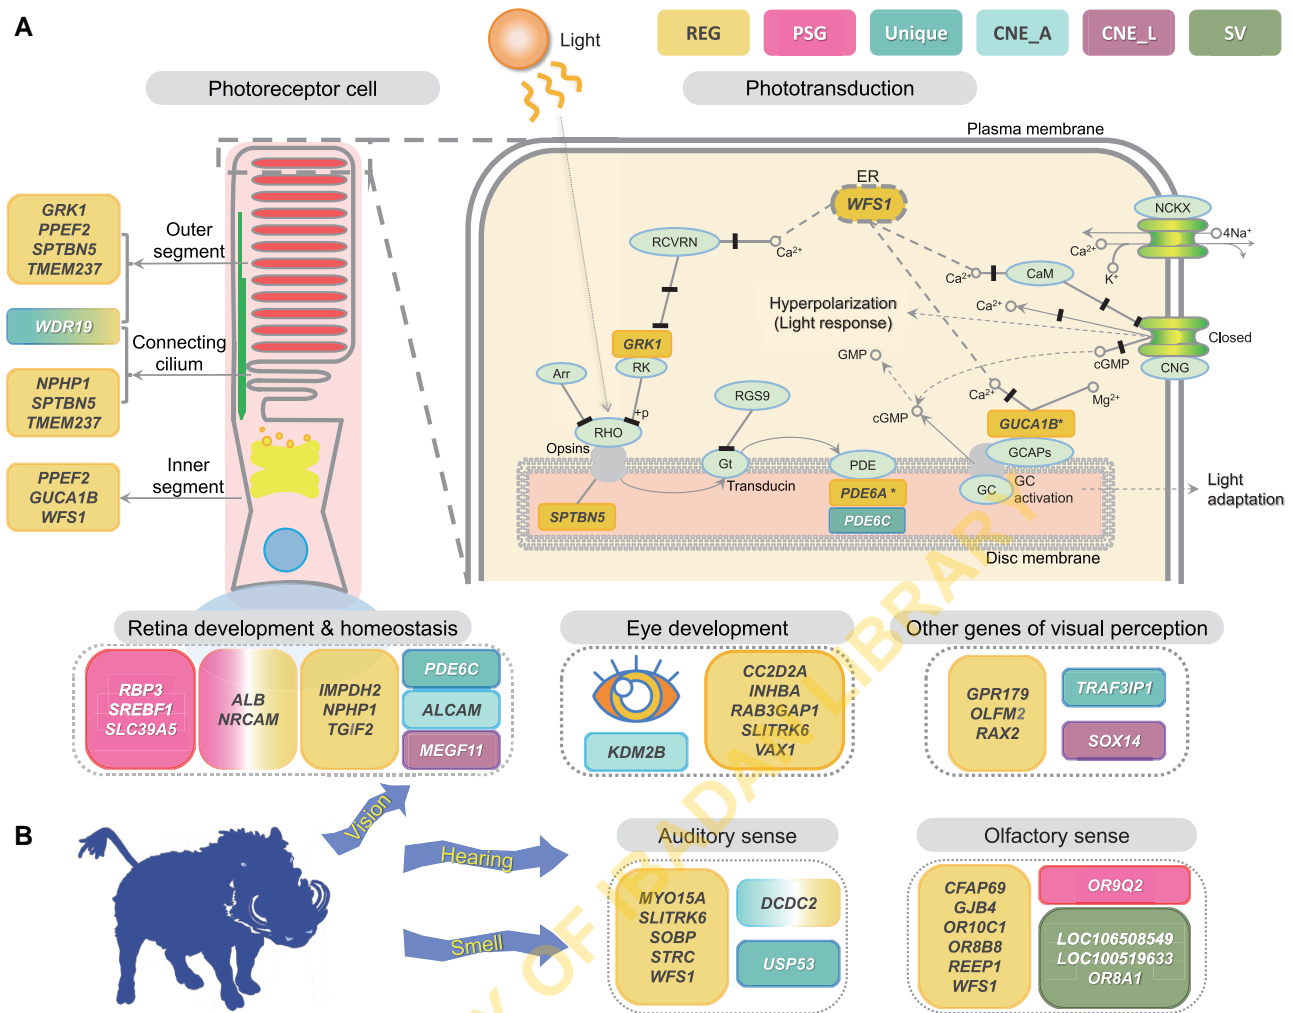 A
Light
REG
PSG
Unique
CNE_A
CNE_L
SV
Photoreceptor cell
Phototransduction
Plasma membrane
ER
WFS1
NCKX
4Na+
Ca2+
K+
RCVRN
Ca2+
Ca2+
CaM
Ca2+
Hyperpolarization
(Light response)
Closed
cGMP
CNG
GMP
GRK1
RK
Arr
+p
RHO
Opsins
RGS9
Gt
Transducin
cGMP
Ca2+
Mg2+
GUCA1B*
GCAPs
GC
GC
activation
PDE
PDE6A *
PDE6C
SPTBN5
Light
adaptation
Disc membrane
GRK1
PPEF2
SPTBN5
TMEM237
Outer
segment
WDR19
Connecting
cilium
NPHP1
SPTBN5
TMEM237
Inner
segment
PPEF2
GUCA1B
WFS1
Retina development & homeostasis
RBP3
SREBF1
SLC39A5
ALB
NRCAM
IMPDH2
NPHP1
TGIF2
PDE6C
ALCAM
MEGF11
Eye development
KDM2B
CC2D2A
INHBA
RAB3GAP1
SLITRK6
VAX1
Other genes of visual perception
GPR179
OLFM2
RAX2
TRAF3IP1
SOX14
B
Vision
Hearing
Smell
Auditory sense
MYO15A
SLITRK6
SOBP
STRC
WFS1
DCDC2
USP53
Olfactory sense
CFAP69
GJB4
OR10C1
OR8B8
REEP1
WFS1
OR9Q2
LOC106508549
LOC100519633
OR8A1
Y OF IBADAN LIBRARY